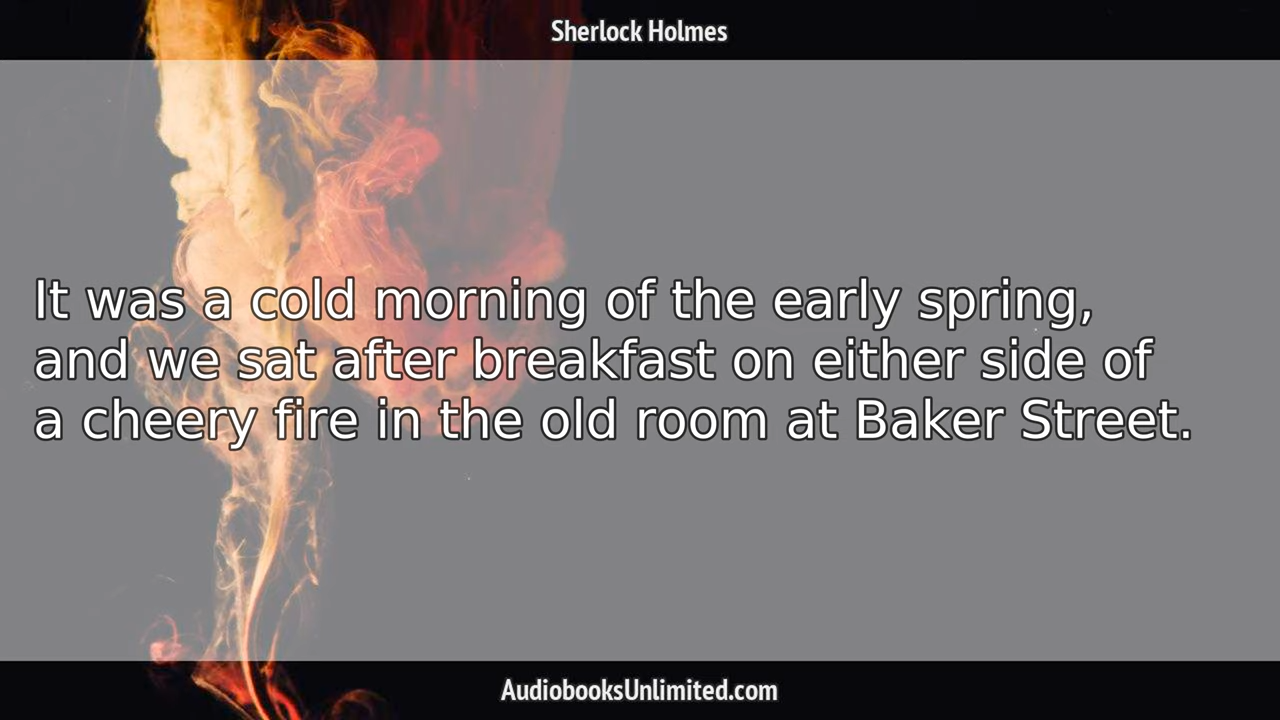 Sherlock Holmes
It was a cold morning of the early spring,
and we sat after breakfast on either side of
a cheery fire in the old room at Baker Street.
AudiobooksUnlimited.com